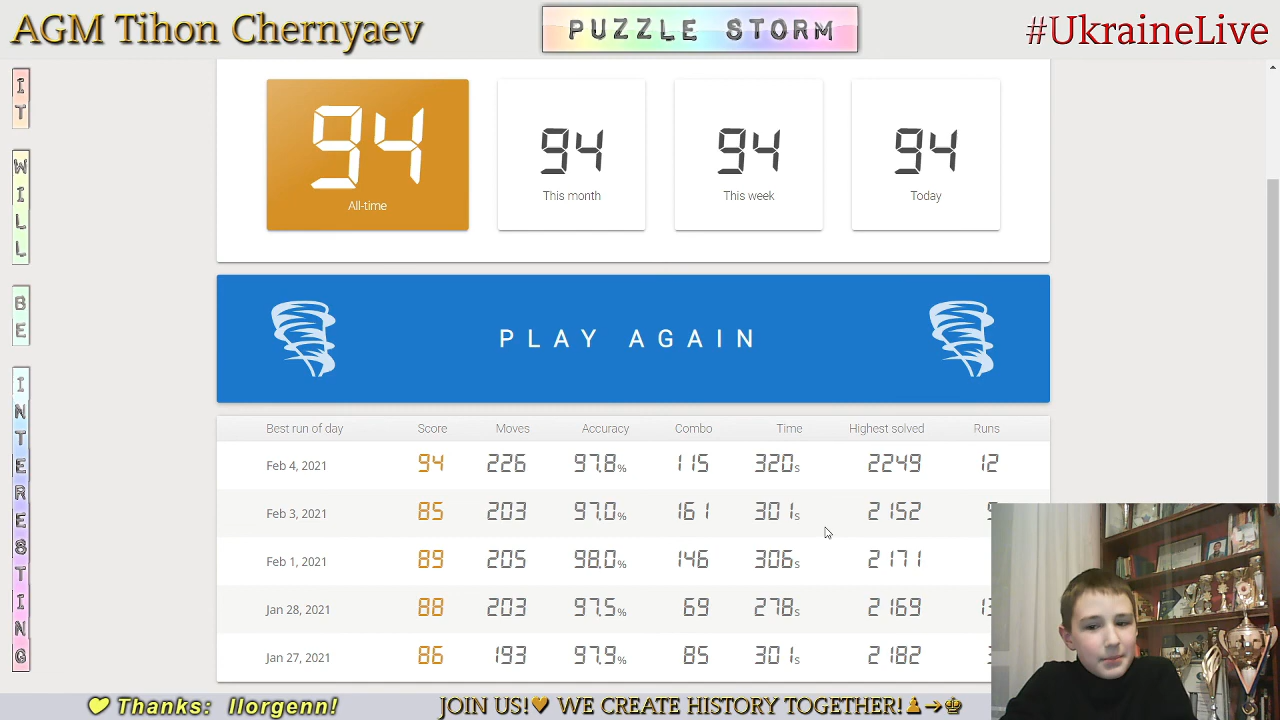 AGM Tihon Chernyaev
PUZZLE STORM
#UkraineLive
IT
WILL
BE
INTERESTING
94
All-time
94
This month
94
This week
94
Today
PLAY AGAIN
Best run of day Score Moves Accuracy Combo Time Highest solved Runs
Feb 4, 2021 94 226 97.8% 115 320s 2249 12
Feb 3, 2021 85 203 97.0% 161 301s 2152
Feb 1, 2021 89 205 98.0% 146 306s 2171
Jan 28, 2021 88 203 97.5% 69 278s 2169
Jan 27, 2021 86 193 97.9% 85 301s 2182
Thanks: llorgenn!
JOIN US! WE CREATE HISTORY TOGETHER!